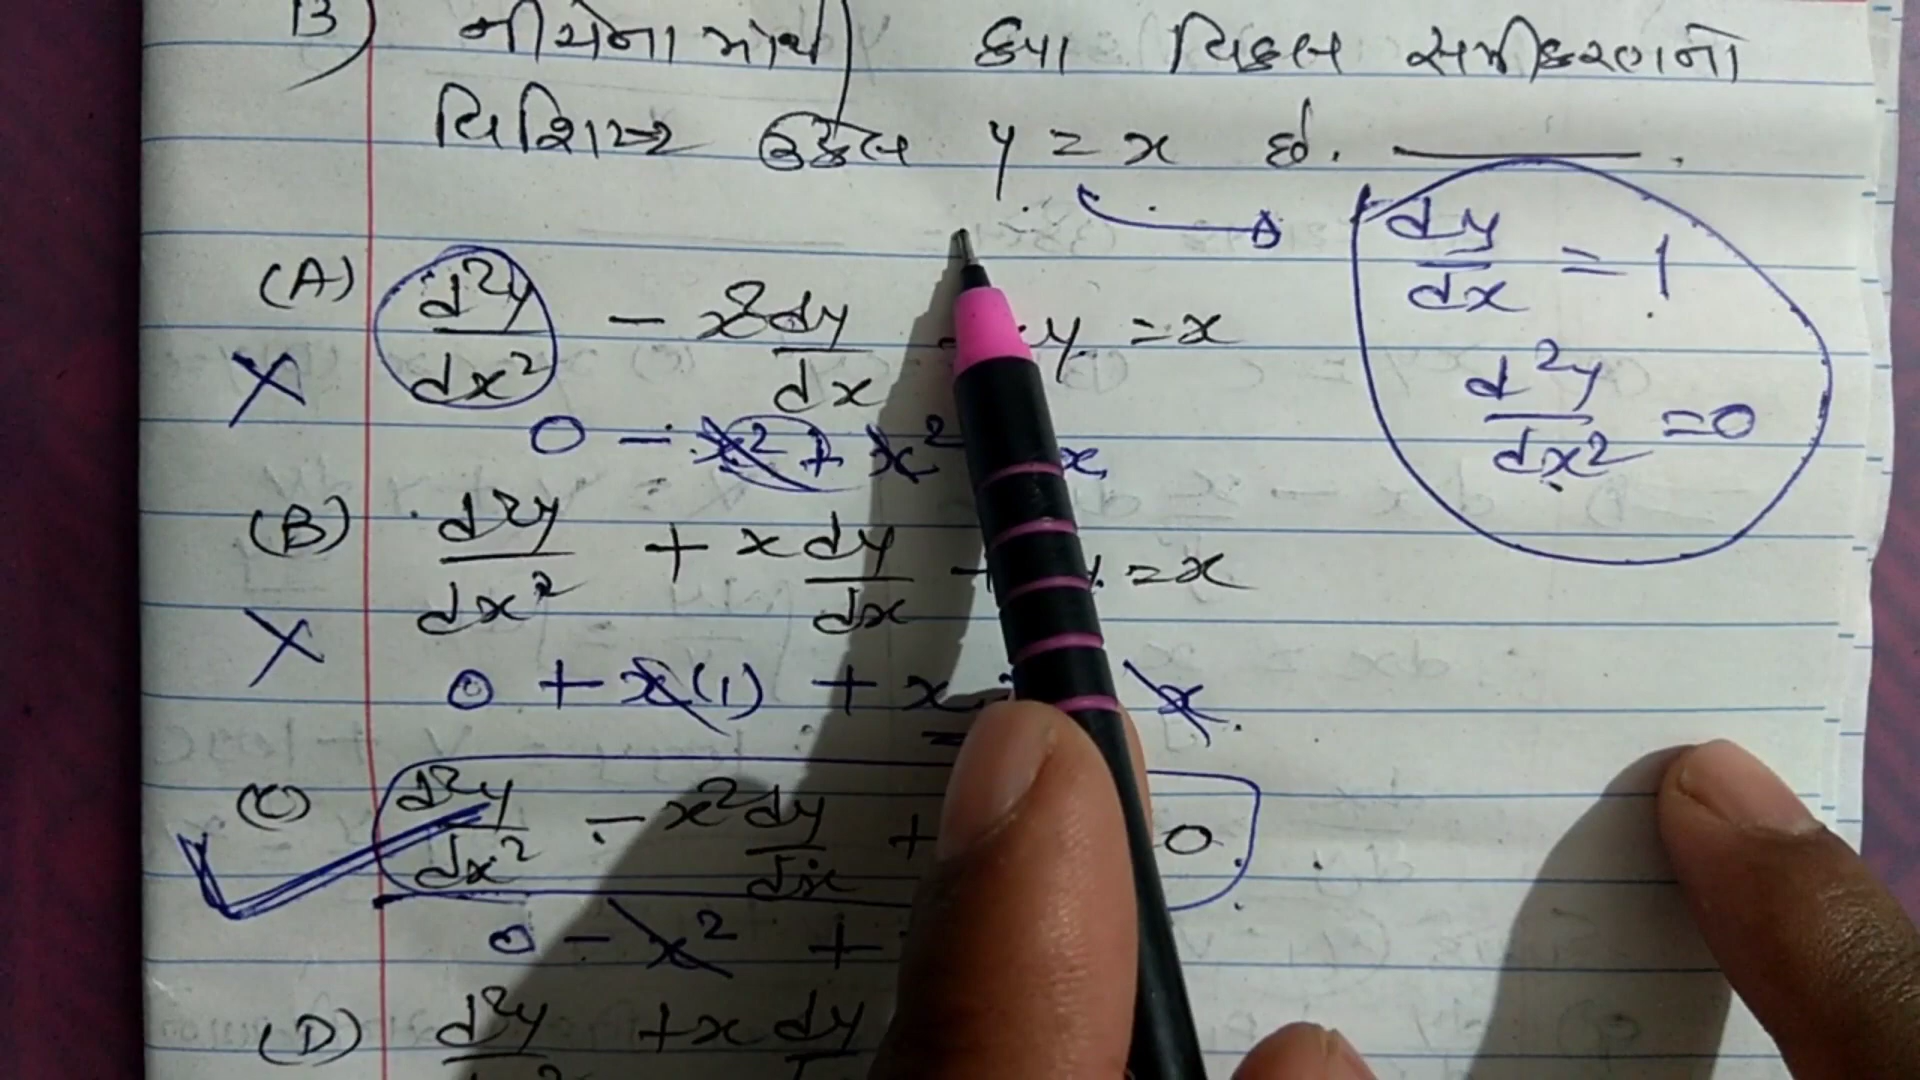 B) નીચેના માંથી કયા વિકલ સમીકરણનો
વિશિષ્ટ ઉકેલ y = x છે. ______.
dy/dx = 1
d²y/dx² = 0
(A) d²y/dx² - x² dy/dx y = x
0 - x² + x² x
(B) d²y/dx² + x dy/dx = x
0 + x(1) + x x
(C) d²y/dx² - x² dy/dx + 0
0 - x² +
(D) d²y + x dy